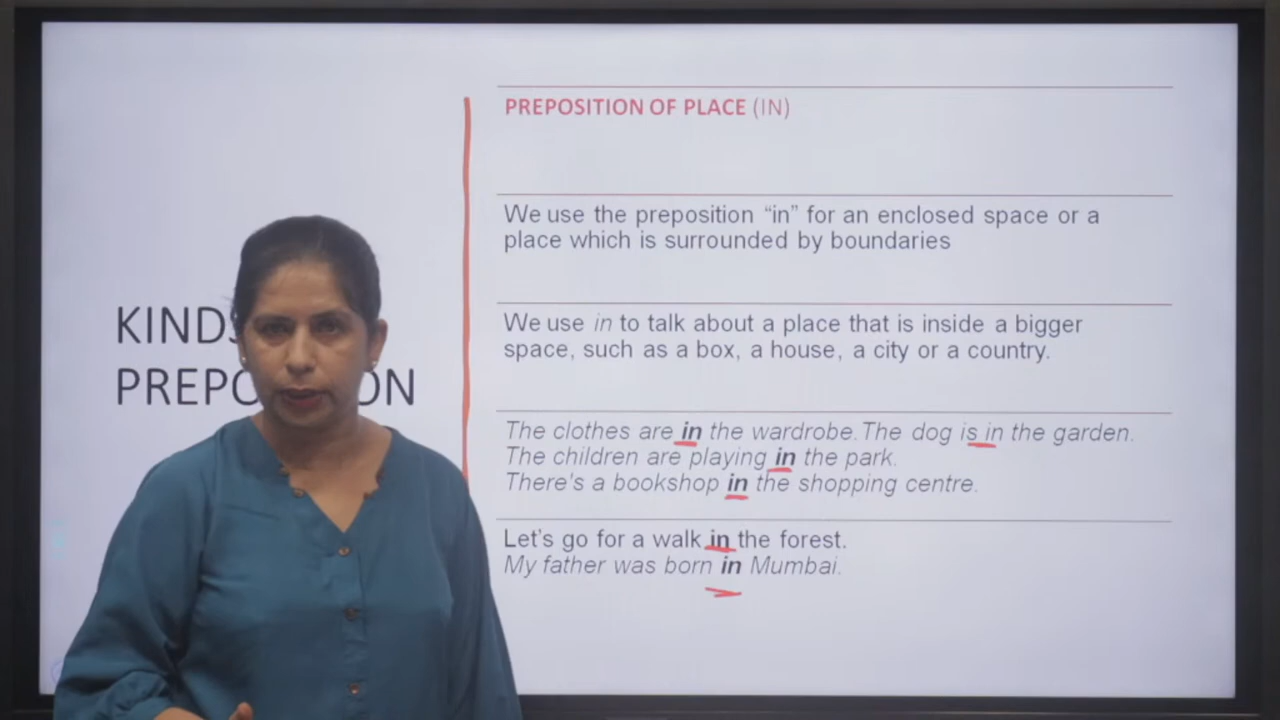 PREPOSITION OF PLACE (IN)
We use the preposition “in” for an enclosed space or a
place which is surrounded by boundaries
KINDS
We use in to talk about a place that is inside a bigger
space, such as a box, a house, a city or a country.
The clothes are in the wardrobe. The dog is in the garden.
The children are playing in the park.
There's a bookshop in the shopping centre.
Let's go for a walk in the forest.
My father was born in Mumbai.